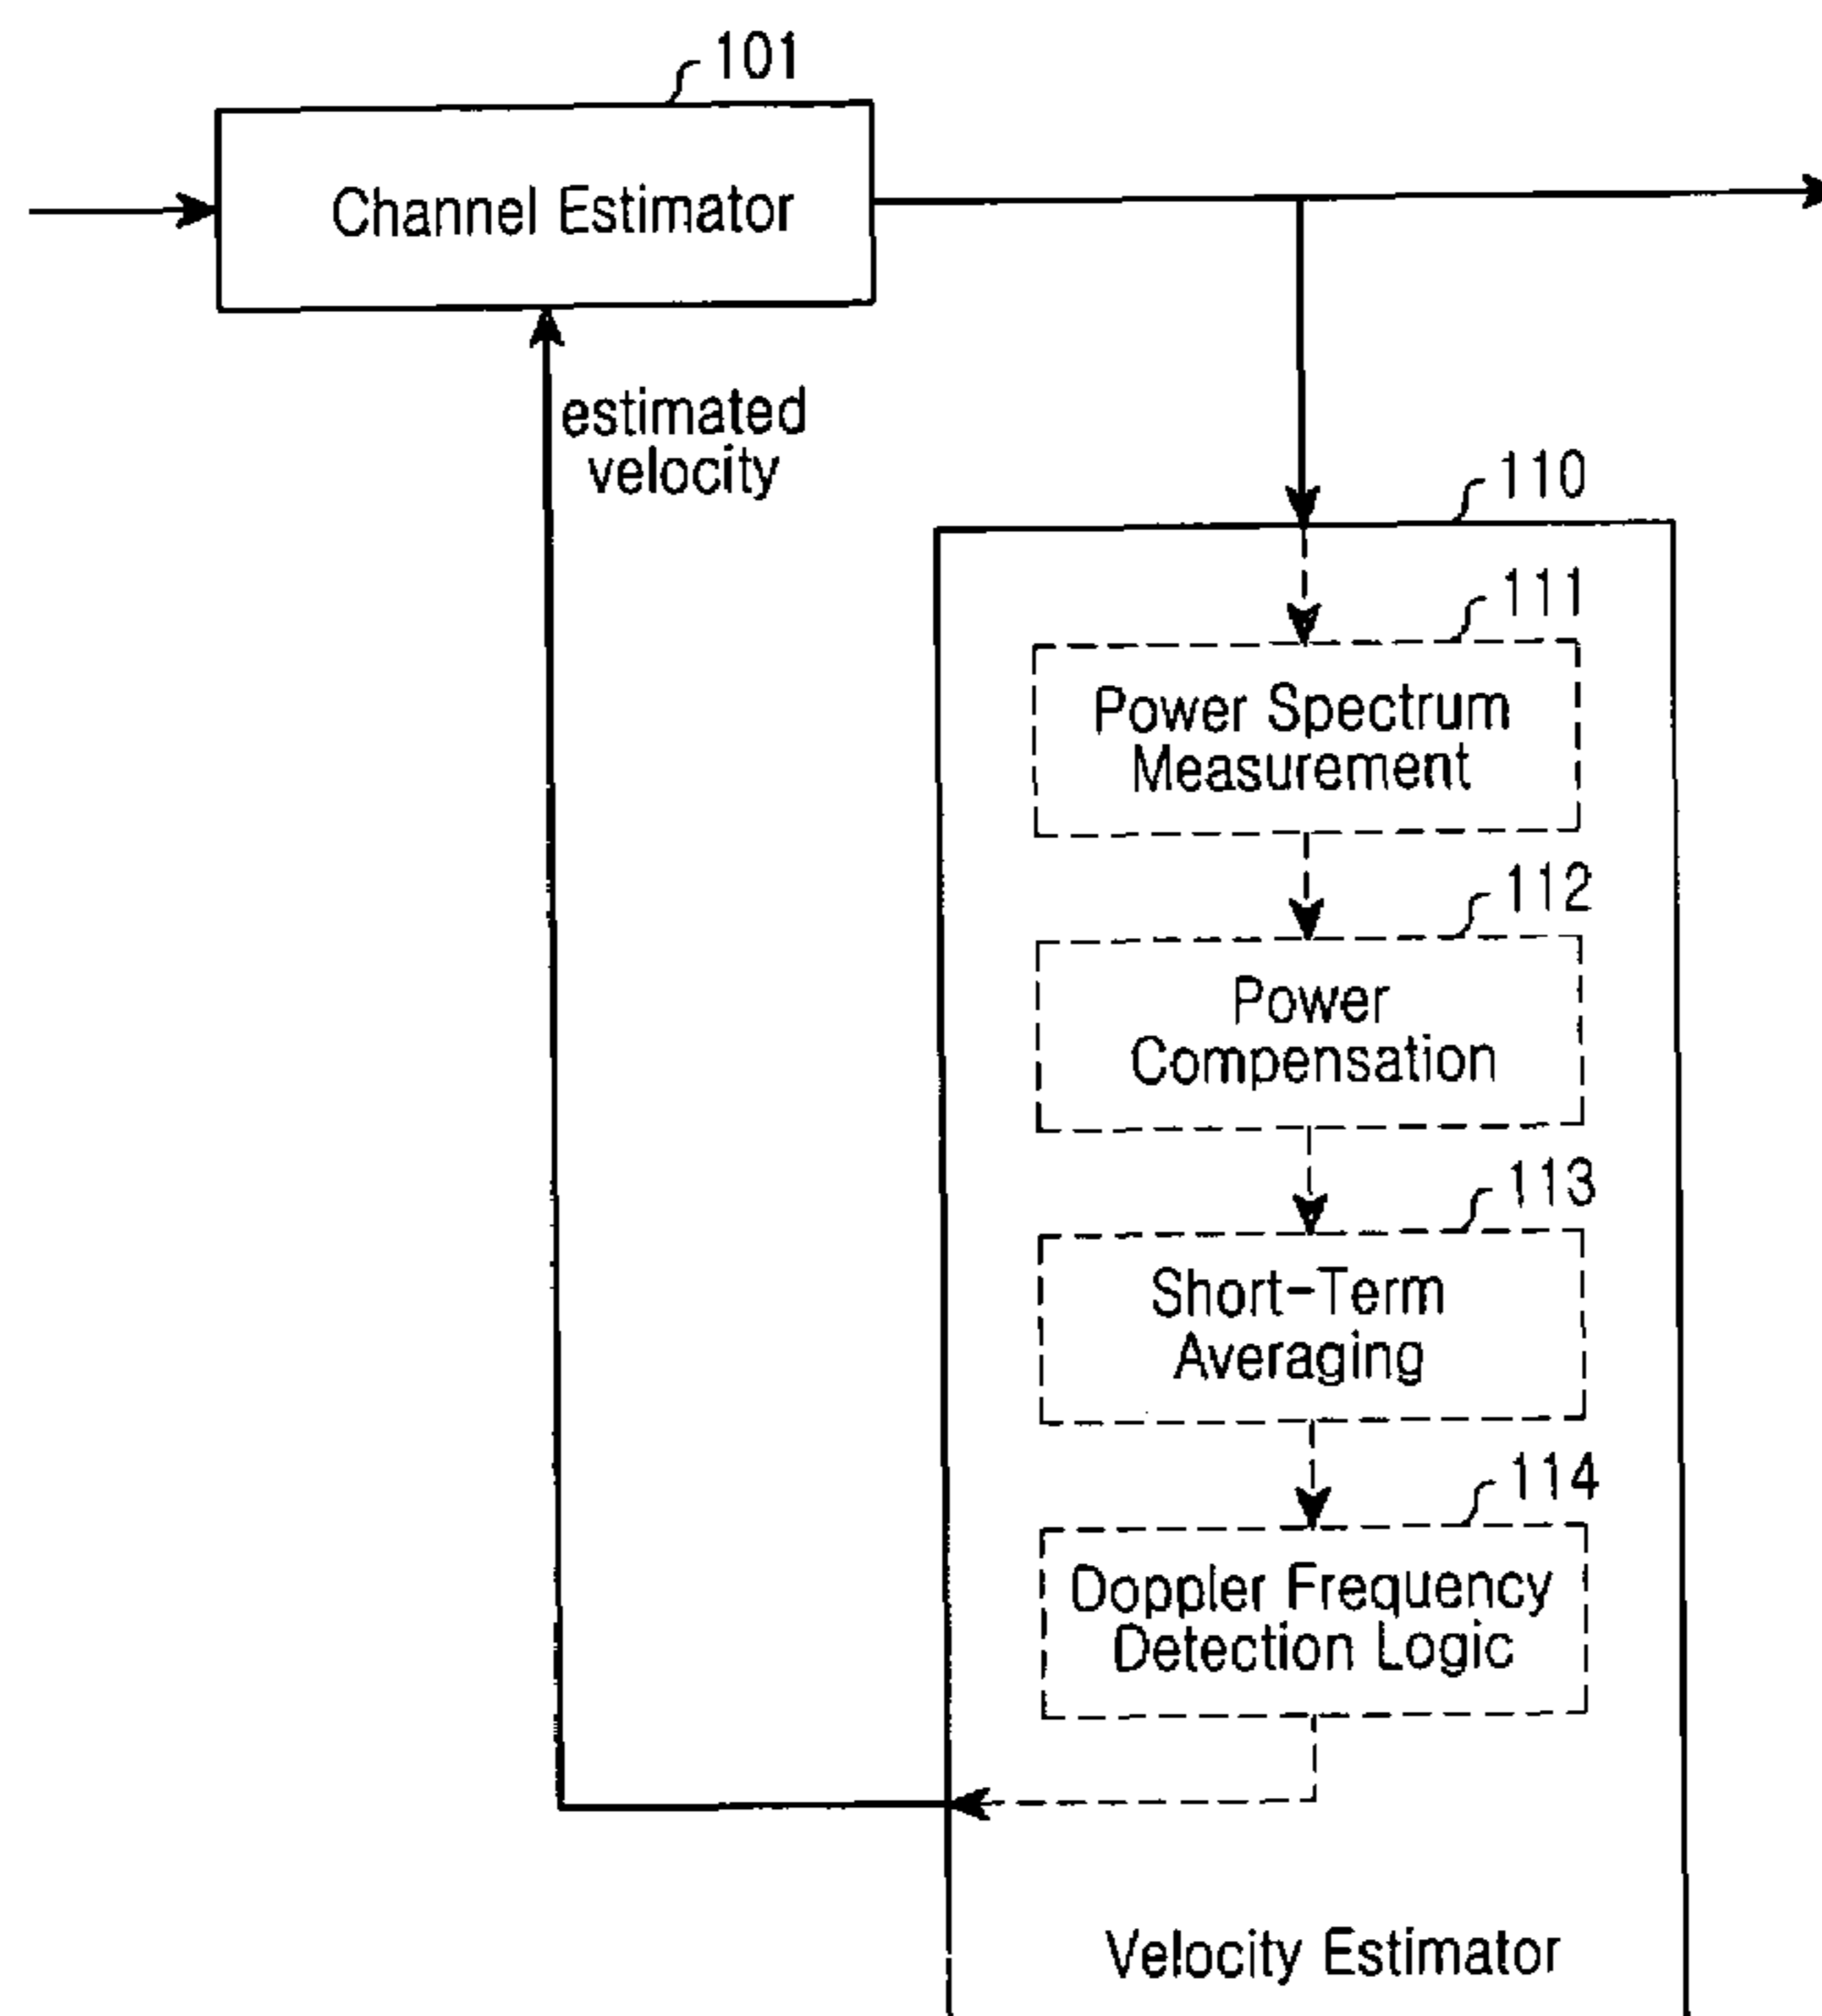 101
Channel Estimator
estimated
velocity
110
111
Power Spectrum
Measurement
112
Power
Compensation
113
Short-Term
Averaging
114
Doppler Frequency
Detection Logic
Velocity Estimator